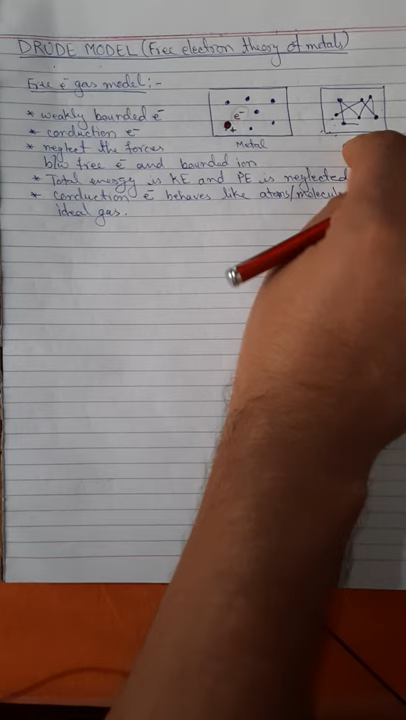 DRUDE MODEL (Free electron theory of metals)
Free e⁻ gas model:-
* weakly bounded e⁻
* conduction e⁻
* neglect the forces
b/w free e⁻ and bounded ion
* Total energy is KE and PE is neglected
* conduction e⁻ behaves like atoms/molecul
ideal gas.
e⁻
+
Metal